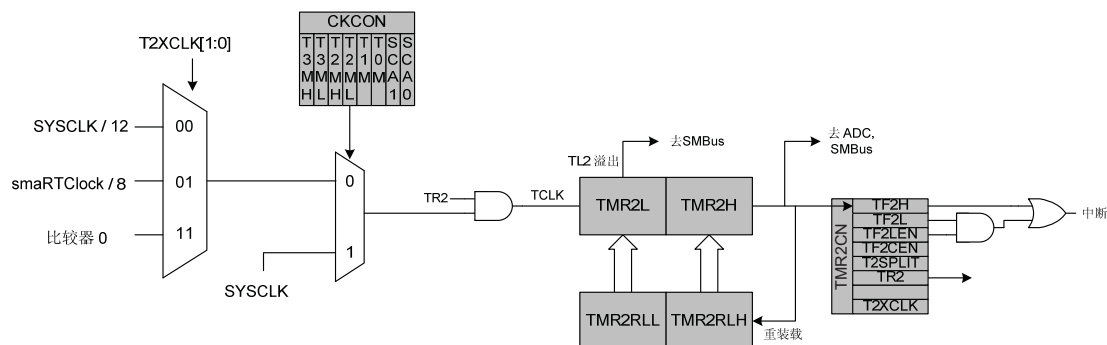 CKCON
T3MH
T3ML
T2MH
T2ML
T1M
T0M
SCA1
SCA0
T2XCLK[1:0]
SYSCLK / 12
00
smaRTClock / 8
01
比较器 0
11
0
1
SYSCLK
TR2
TCLK
TL2 溢出
去SMBus
去 ADC,
SMBus
TMR2L
TMR2H
TMR2RLL
TMR2RLH
重装载
TMR2CN
TF2H
TF2L
TF2LEN
TF2CEN
T2SPLIT
TR2
T2XCLK
中断